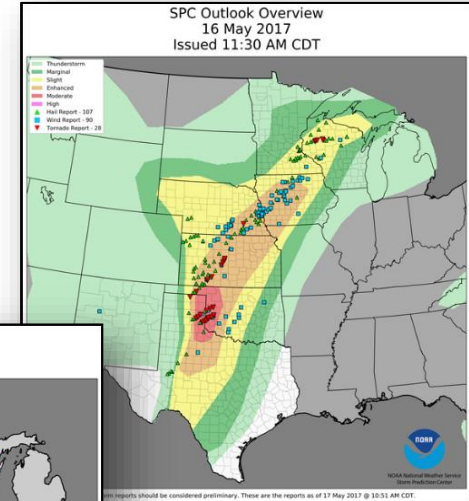 SPC Outlook Overview
16 May 2017
Issued 11:30 AM CDT
Thunderstorm
Marginal
Slight
Enhanced
Moderate
High
Hail Report - 107
Wind Report - 90
Tornado Report - 28
NOAA
NOAA National Weather Service
Storm Prediction Center
reports should be considered preliminary. These are the reports as of 17 May 2017 @ 10:51 AM CDT.